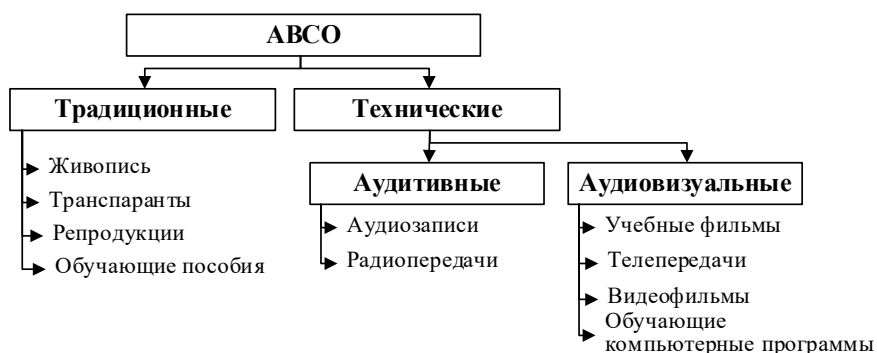 АВСО
Традиционные
Технические
Живопись
Транспаранты
Репродукции
Обучающие пособия
Аудитивные
Аудиозаписи
Радиопередачи
Аудиовизуальные
Учебные фильмы
Телепередачи
Видеофильмы
Обучающие
компьютерные программы